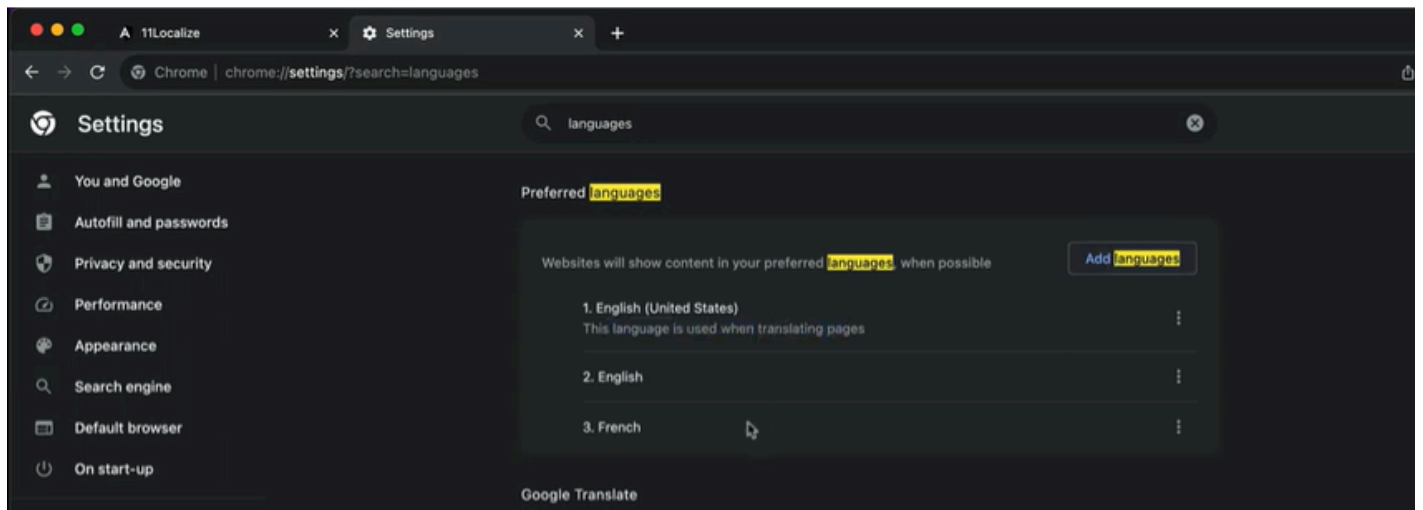 11Localize
Settings
Chrome | chrome://settings/?search=languages
Settings
languages
You and Google
Autofill and passwords
Privacy and security
Performance
Appearance
Search engine
Default browser
On start-up
Preferred languages
Websites will show content in your preferred languages, when possible
Add languages
1. English (United States)
This language is used when translating pages
2. English
3. French
Google Translate